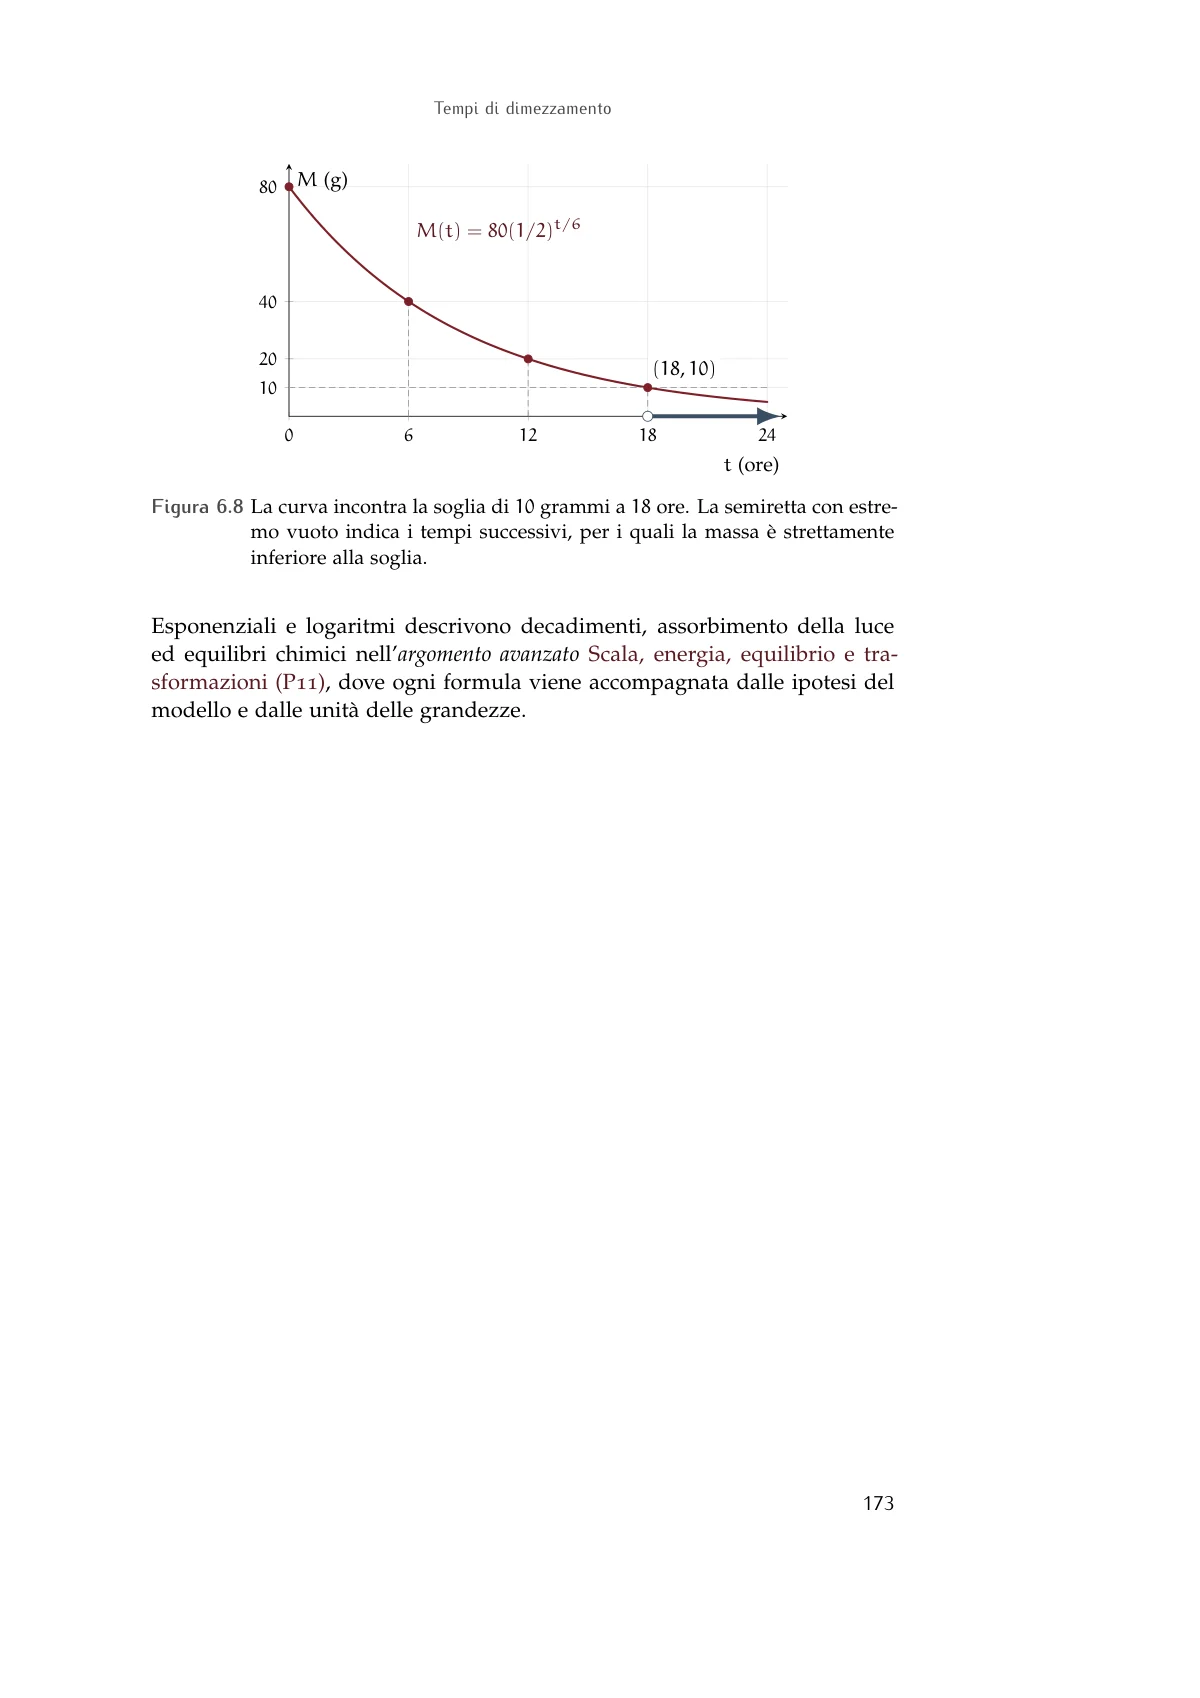 Tempi di dimezzamento
M (g)
80
M(t) = 80(1/2)^{t/6}
40
20
(18, 10)
10
0 6 12 18 24
t (ore)
Figura 6.8 La curva incontra la soglia di 10 grammi a 18 ore. La semiretta con estre-
mo vuoto indica i tempi successivi, per i quali la massa è strettamente
inferiore alla soglia.
Esponenziali e logaritmi descrivono decadimenti, assorbimento della luce
ed equilibri chimici nell'argomento avanzato Scala, energia, equilibrio e tra-
sformazioni (P11), dove ogni formula viene accompagnata dalle ipotesi del
modello e dalle unità delle grandezze.
173